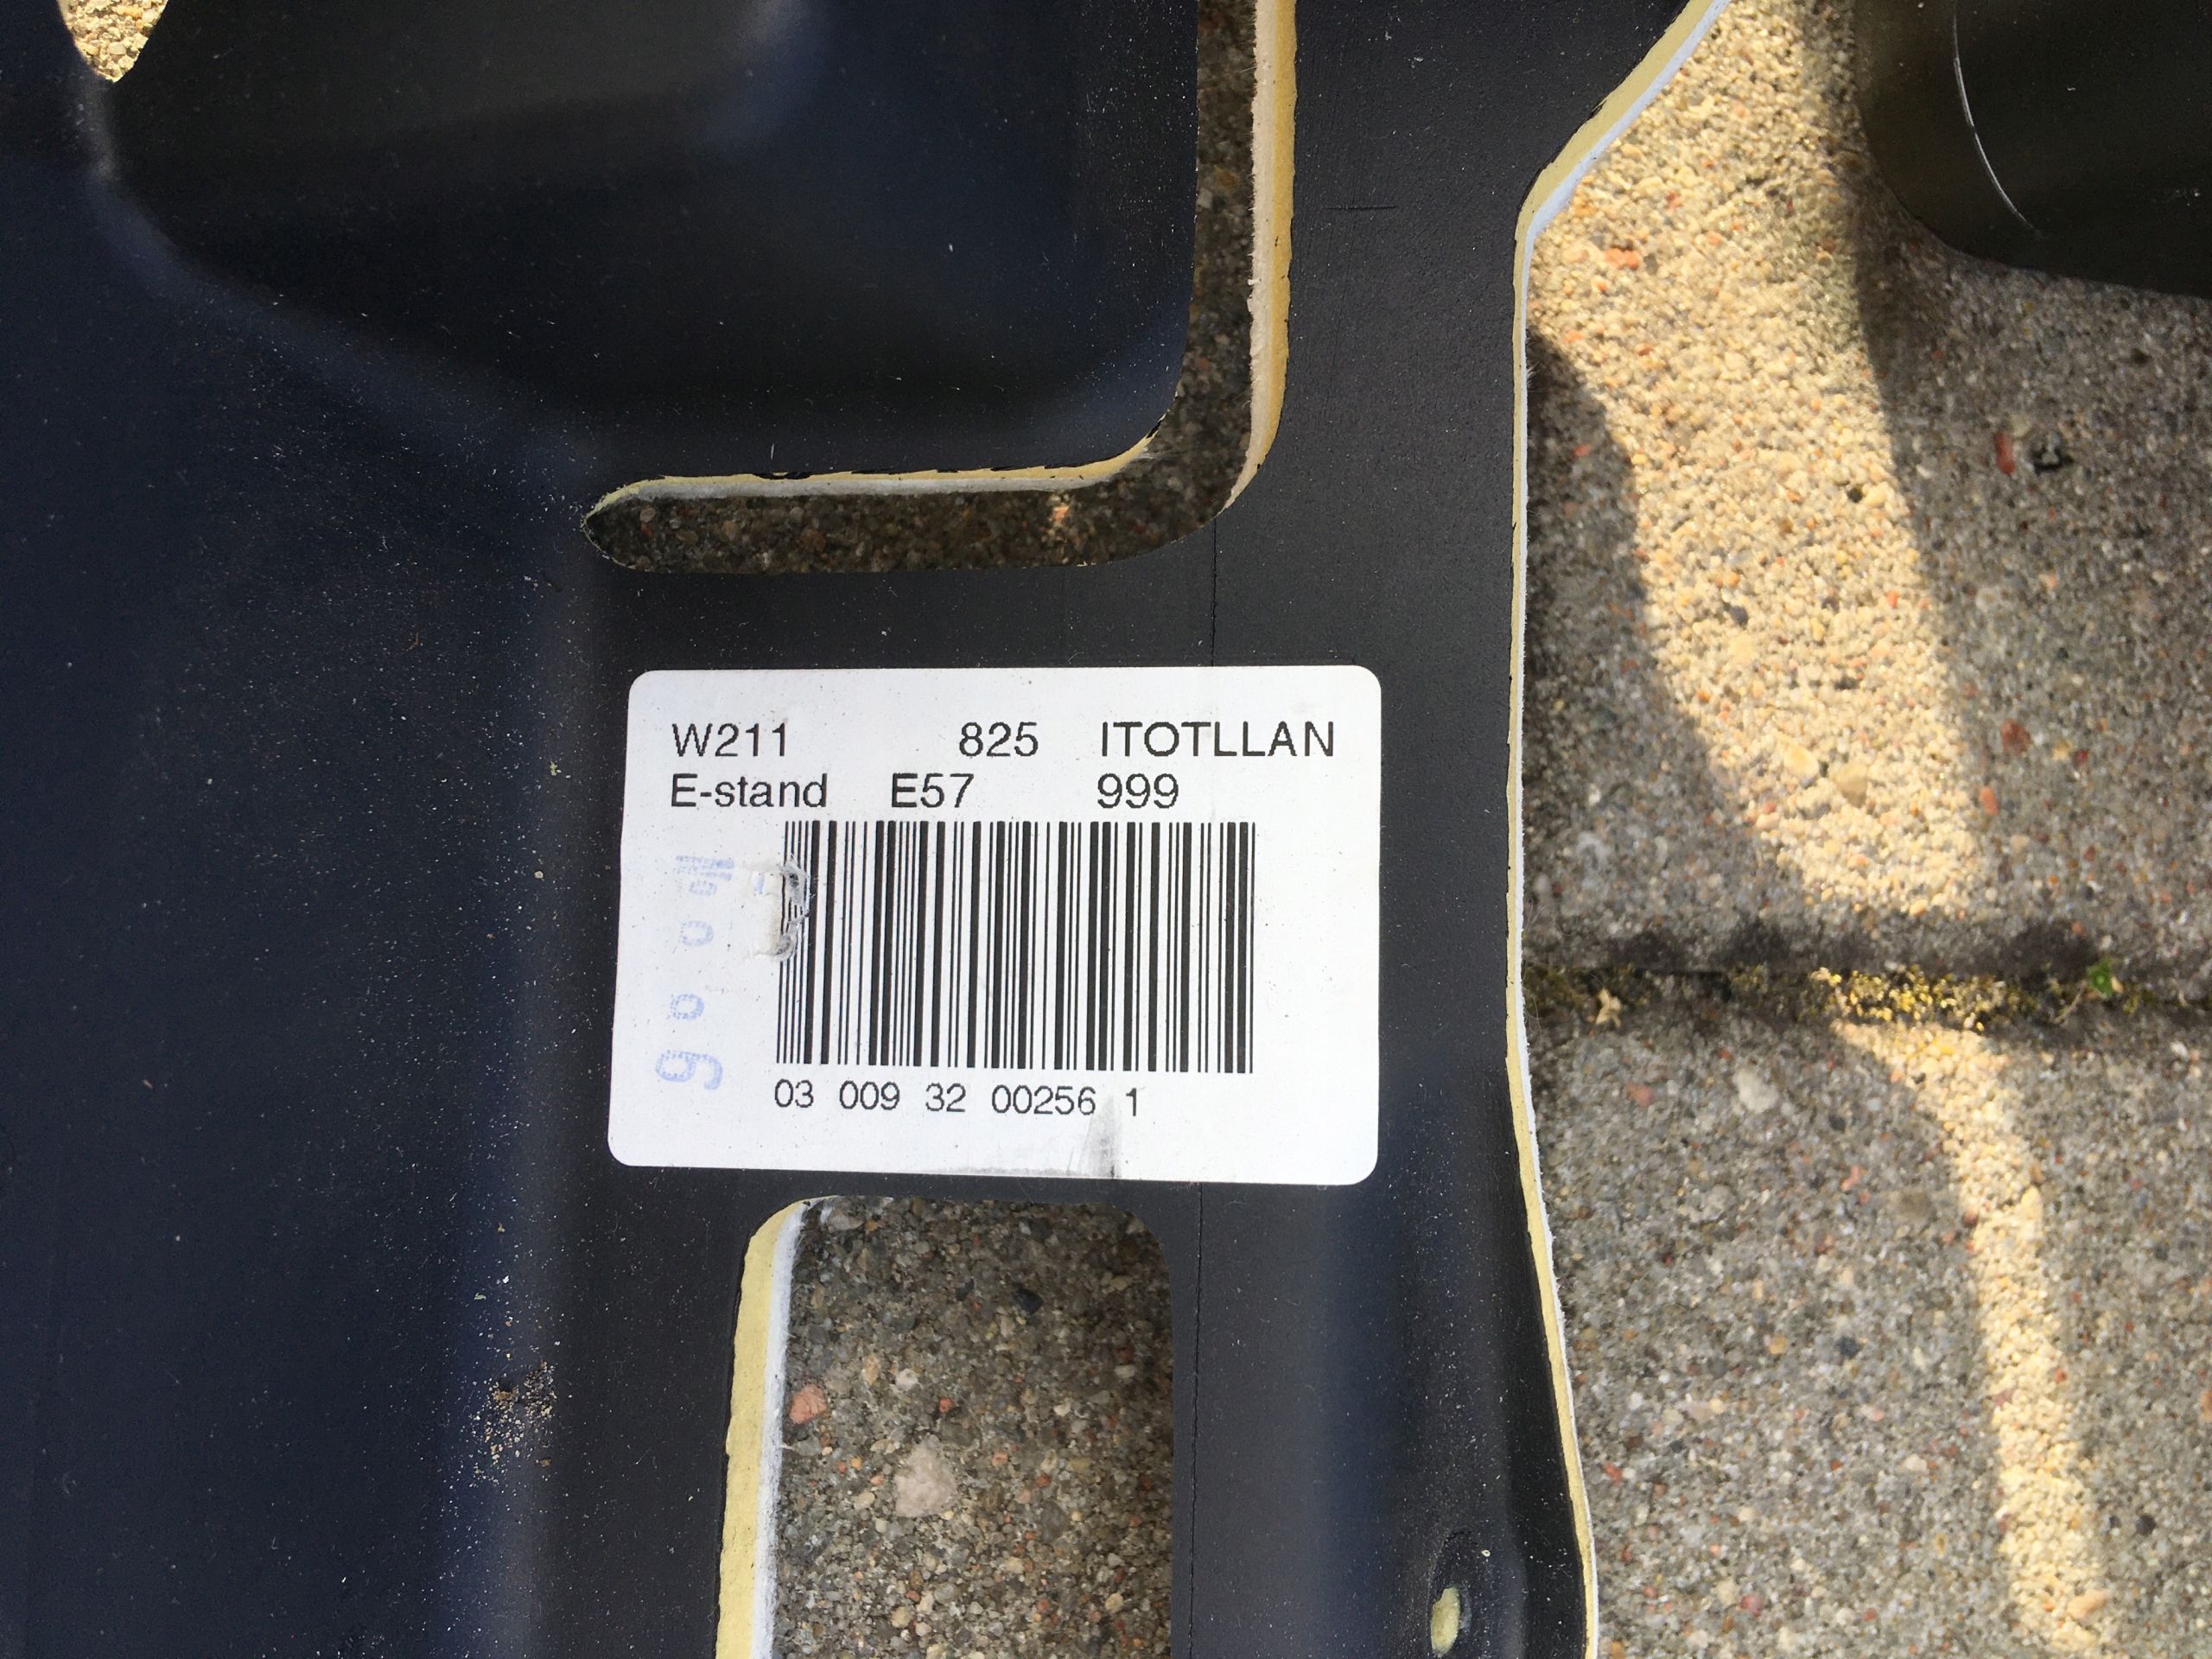 W211 825 ITOTLLAN
E-stand E57 999
03 009 32 00256 1